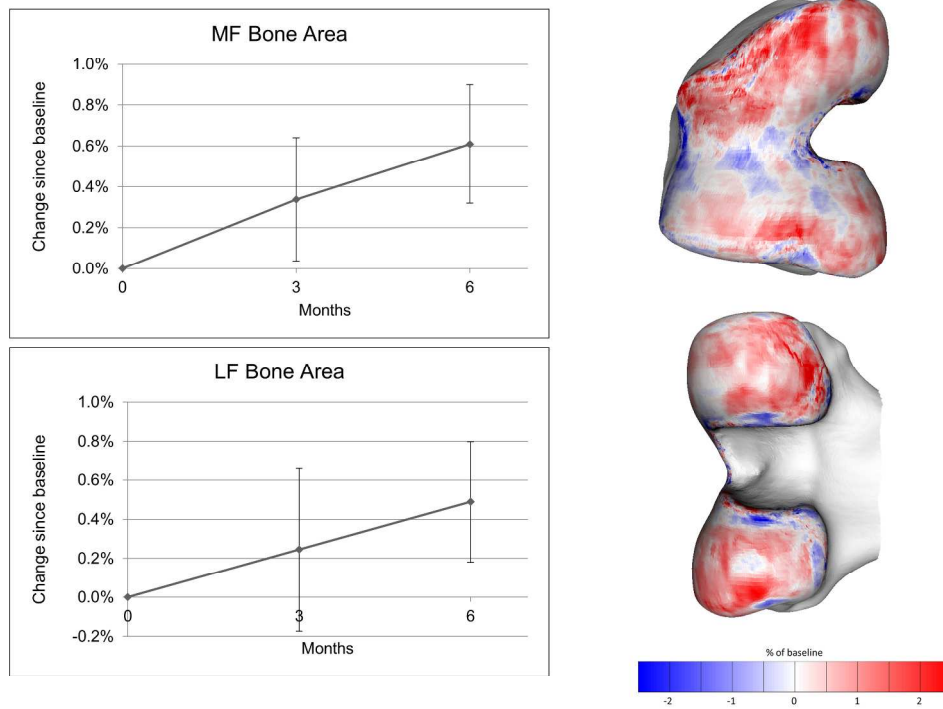 MF Bone Area
Change since baseline
1.0%
0.8%
0.6%
0.4%
0.2%
0.0%
0 3 6
Months
LF Bone Area
Change since baseline
1.0%
0.8%
0.6%
0.4%
0.2%
0.0%
-0.2%
0 3 6
Months
% of baseline
-2 -1 0 1 2